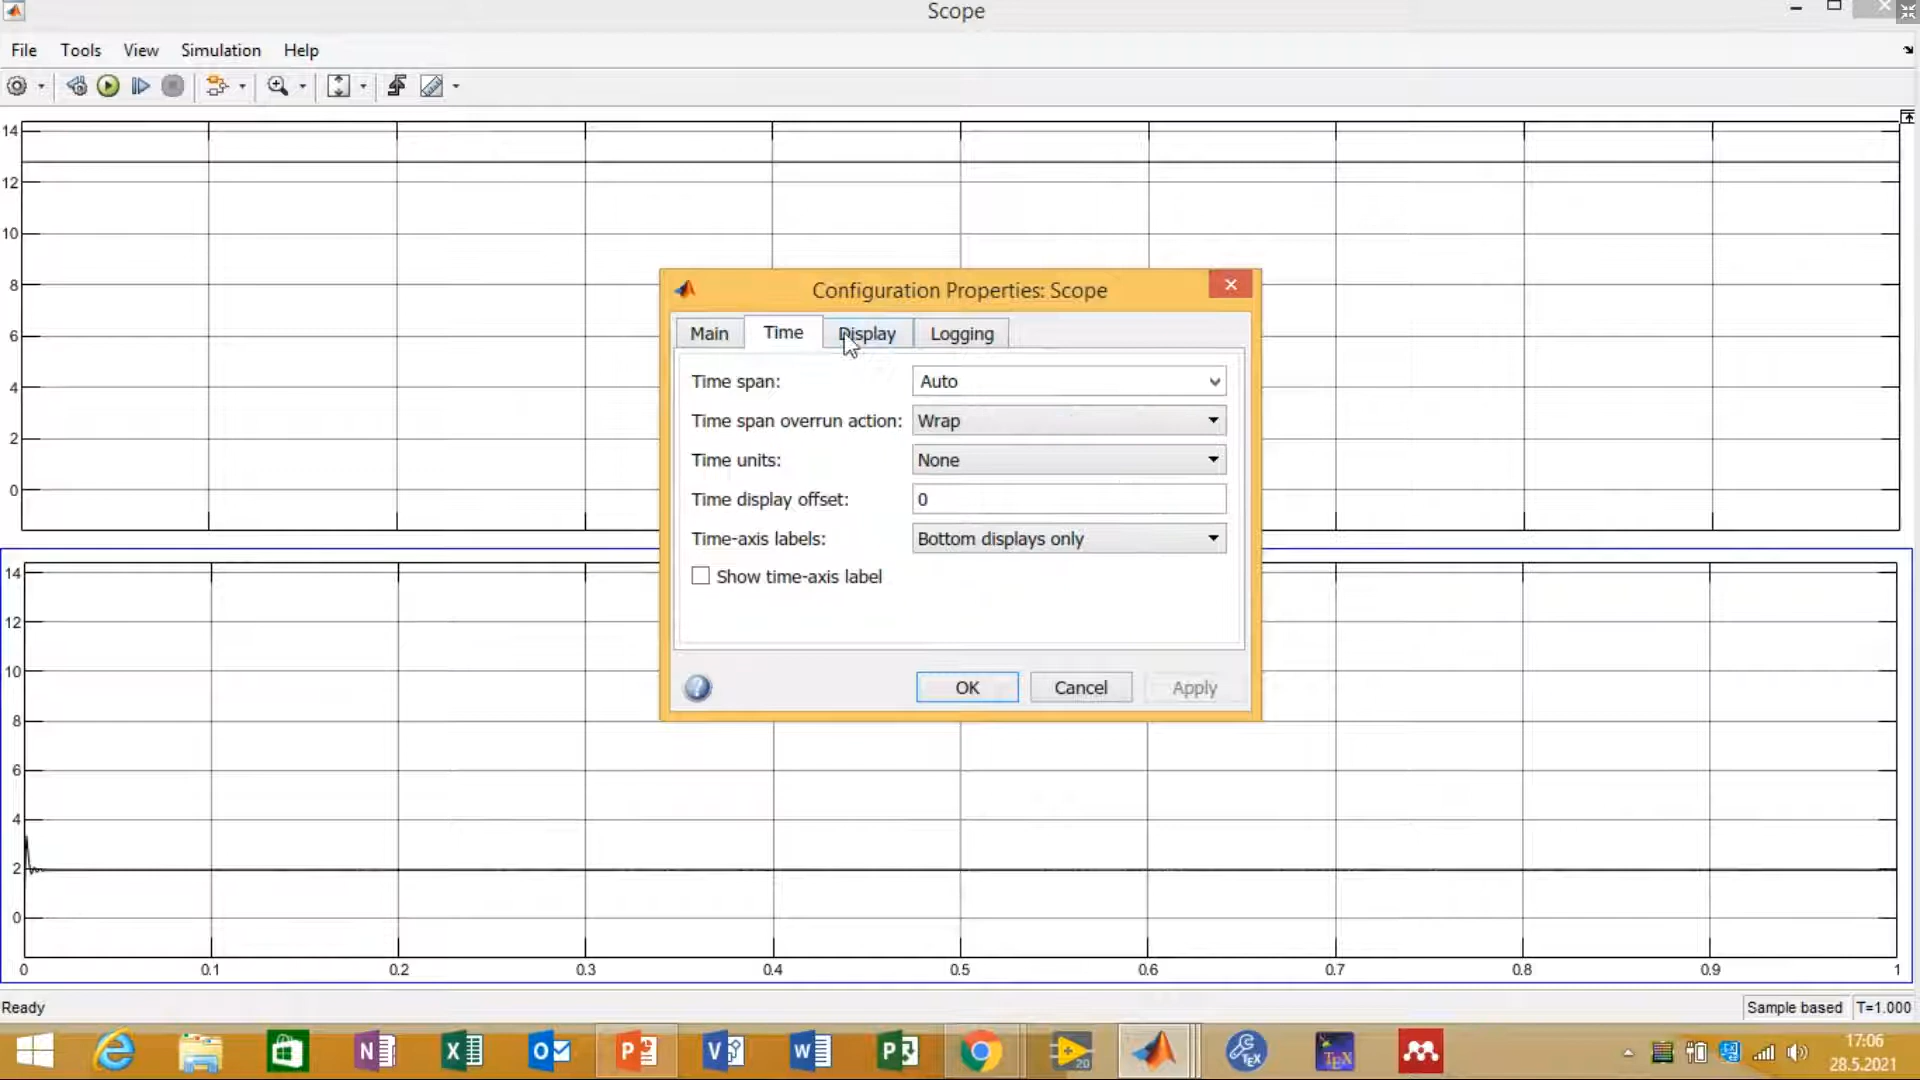 Scope
File Tools View Simulation Help
14
12
10
8
6
4
2
0
Configuration Properties: Scope
Main Time Display Logging
Time span: Auto
Time span overrun action: Wrap
Time units: None
Time display offset: 0
Time-axis labels: Bottom displays only
Show time-axis label
OK Cancel Apply
14
12
10
8
6
4
2
0
0 0.1 0.2 0.3 0.4 0.5 0.6 0.7 0.8 0.9 1
Ready Sample based T=1.000
17:06
28.5.2021